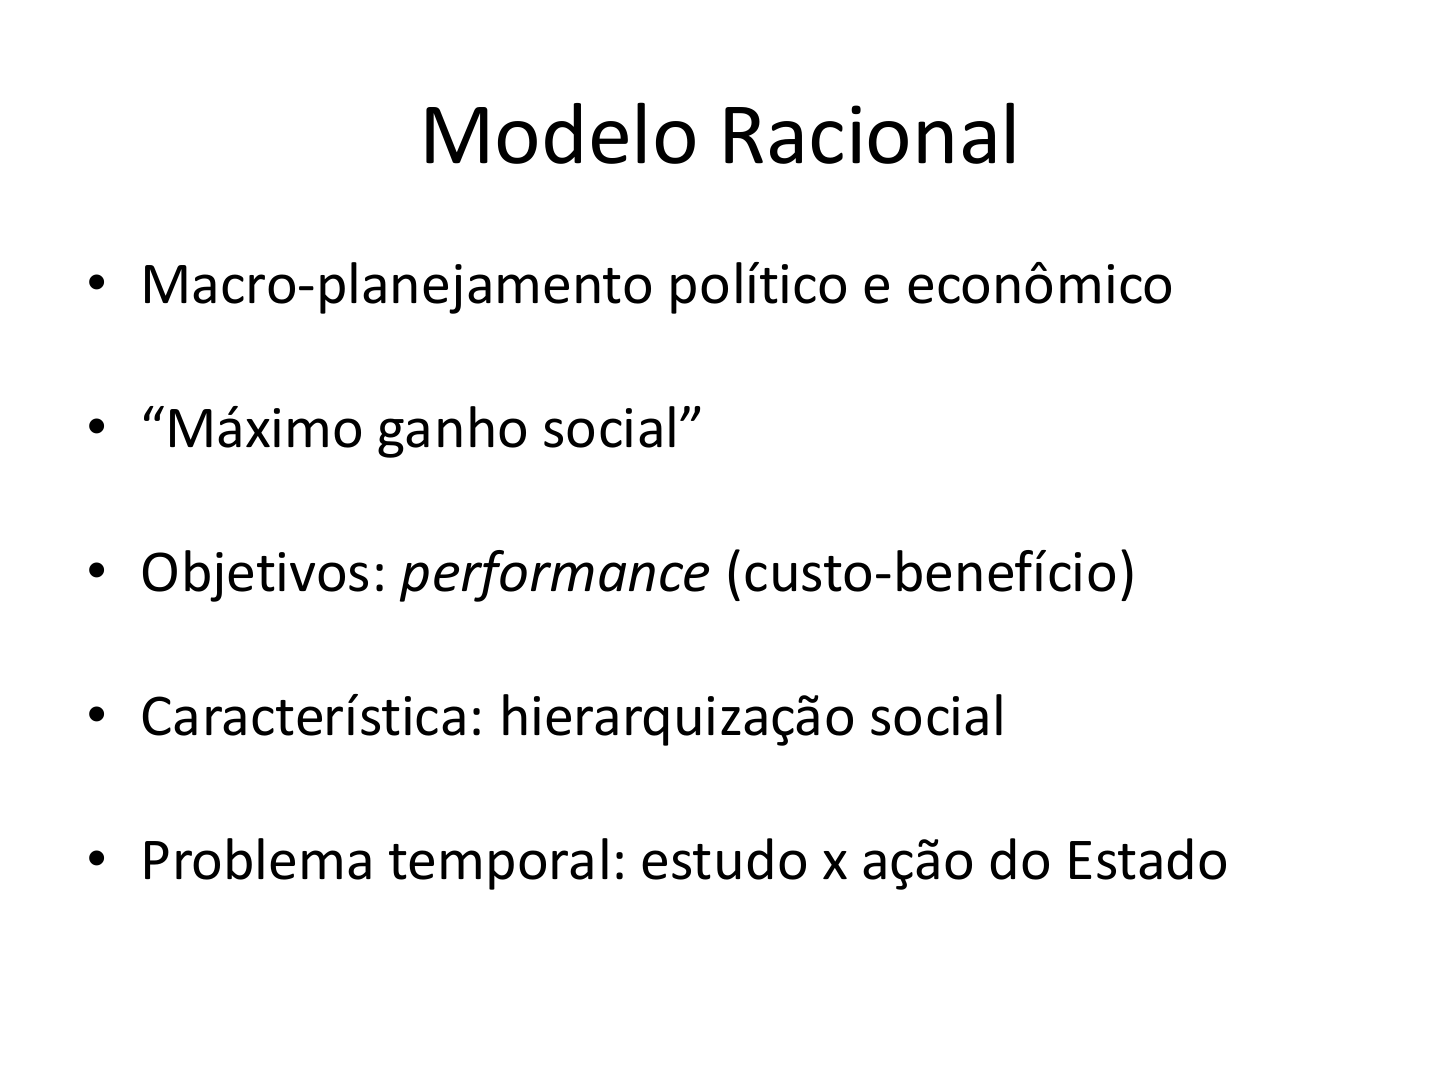 Modelo Racional
• Macro-planejamento político e econômico
• “Máximo ganho social”
• Objetivos: performance (custo-benefício)
• Característica: hierarquização social
• Problema temporal: estudo x ação do Estado